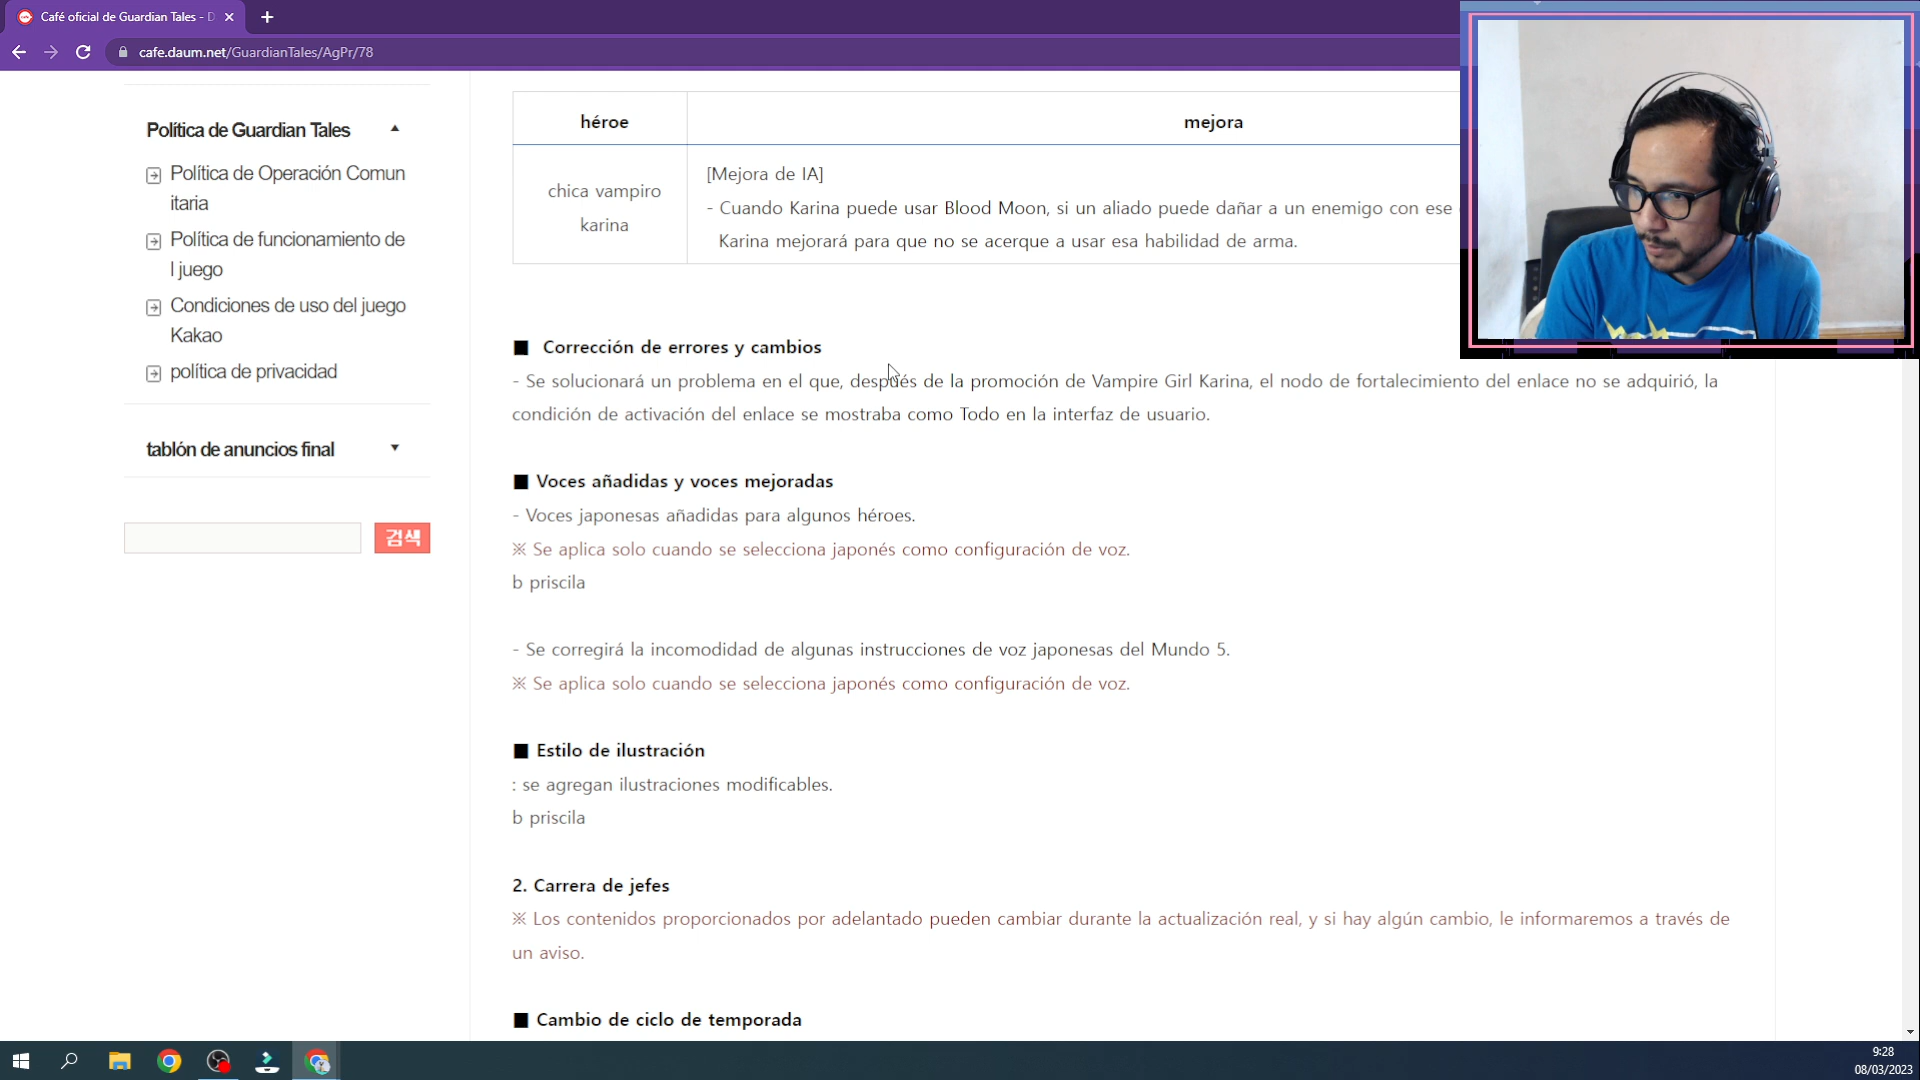 Café oficial de Guardian Tales - D
cafe.daum.net/GuardianTales/AgPr/78
Política de Guardian Tales
Política de Operación Comun
itaria
Política de funcionamiento de
l juego
Condiciones de uso del juego
Kakao
política de privacidad
tablón de anuncios final
검색
héroe
mejora
chica vampiro
karina
[Mejora de IA]
- Cuando Karina puede usar Blood Moon, si un aliado puede dañar a un enemigo con ese
Karina mejorará para que no se acerque a usar esa habilidad de arma.
■ Corrección de errores y cambios
- Se solucionará un problema en el que, después de la promoción de Vampire Girl Karina, el nodo de fortalecimiento del enlace no se adquirió, la
condición de activación del enlace se mostraba como Todo en la interfaz de usuario.
■ Voces añadidas y voces mejoradas
- Voces japonesas añadidas para algunos héroes.
※ Se aplica solo cuando se selecciona japonés como configuración de voz.
b priscila
- Se corregirá la incomodidad de algunas instrucciones de voz japonesas del Mundo 5.
※ Se aplica solo cuando se selecciona japonés como configuración de voz.
■ Estilo de ilustración
: se agregan ilustraciones modificables.
b priscila
2. Carrera de jefes
※ Los contenidos proporcionados por adelantado pueden cambiar durante la actualización real, y si hay algún cambio, le informaremos a través de
un aviso.
■ Cambio de ciclo de temporada
9:28
08/03/2023